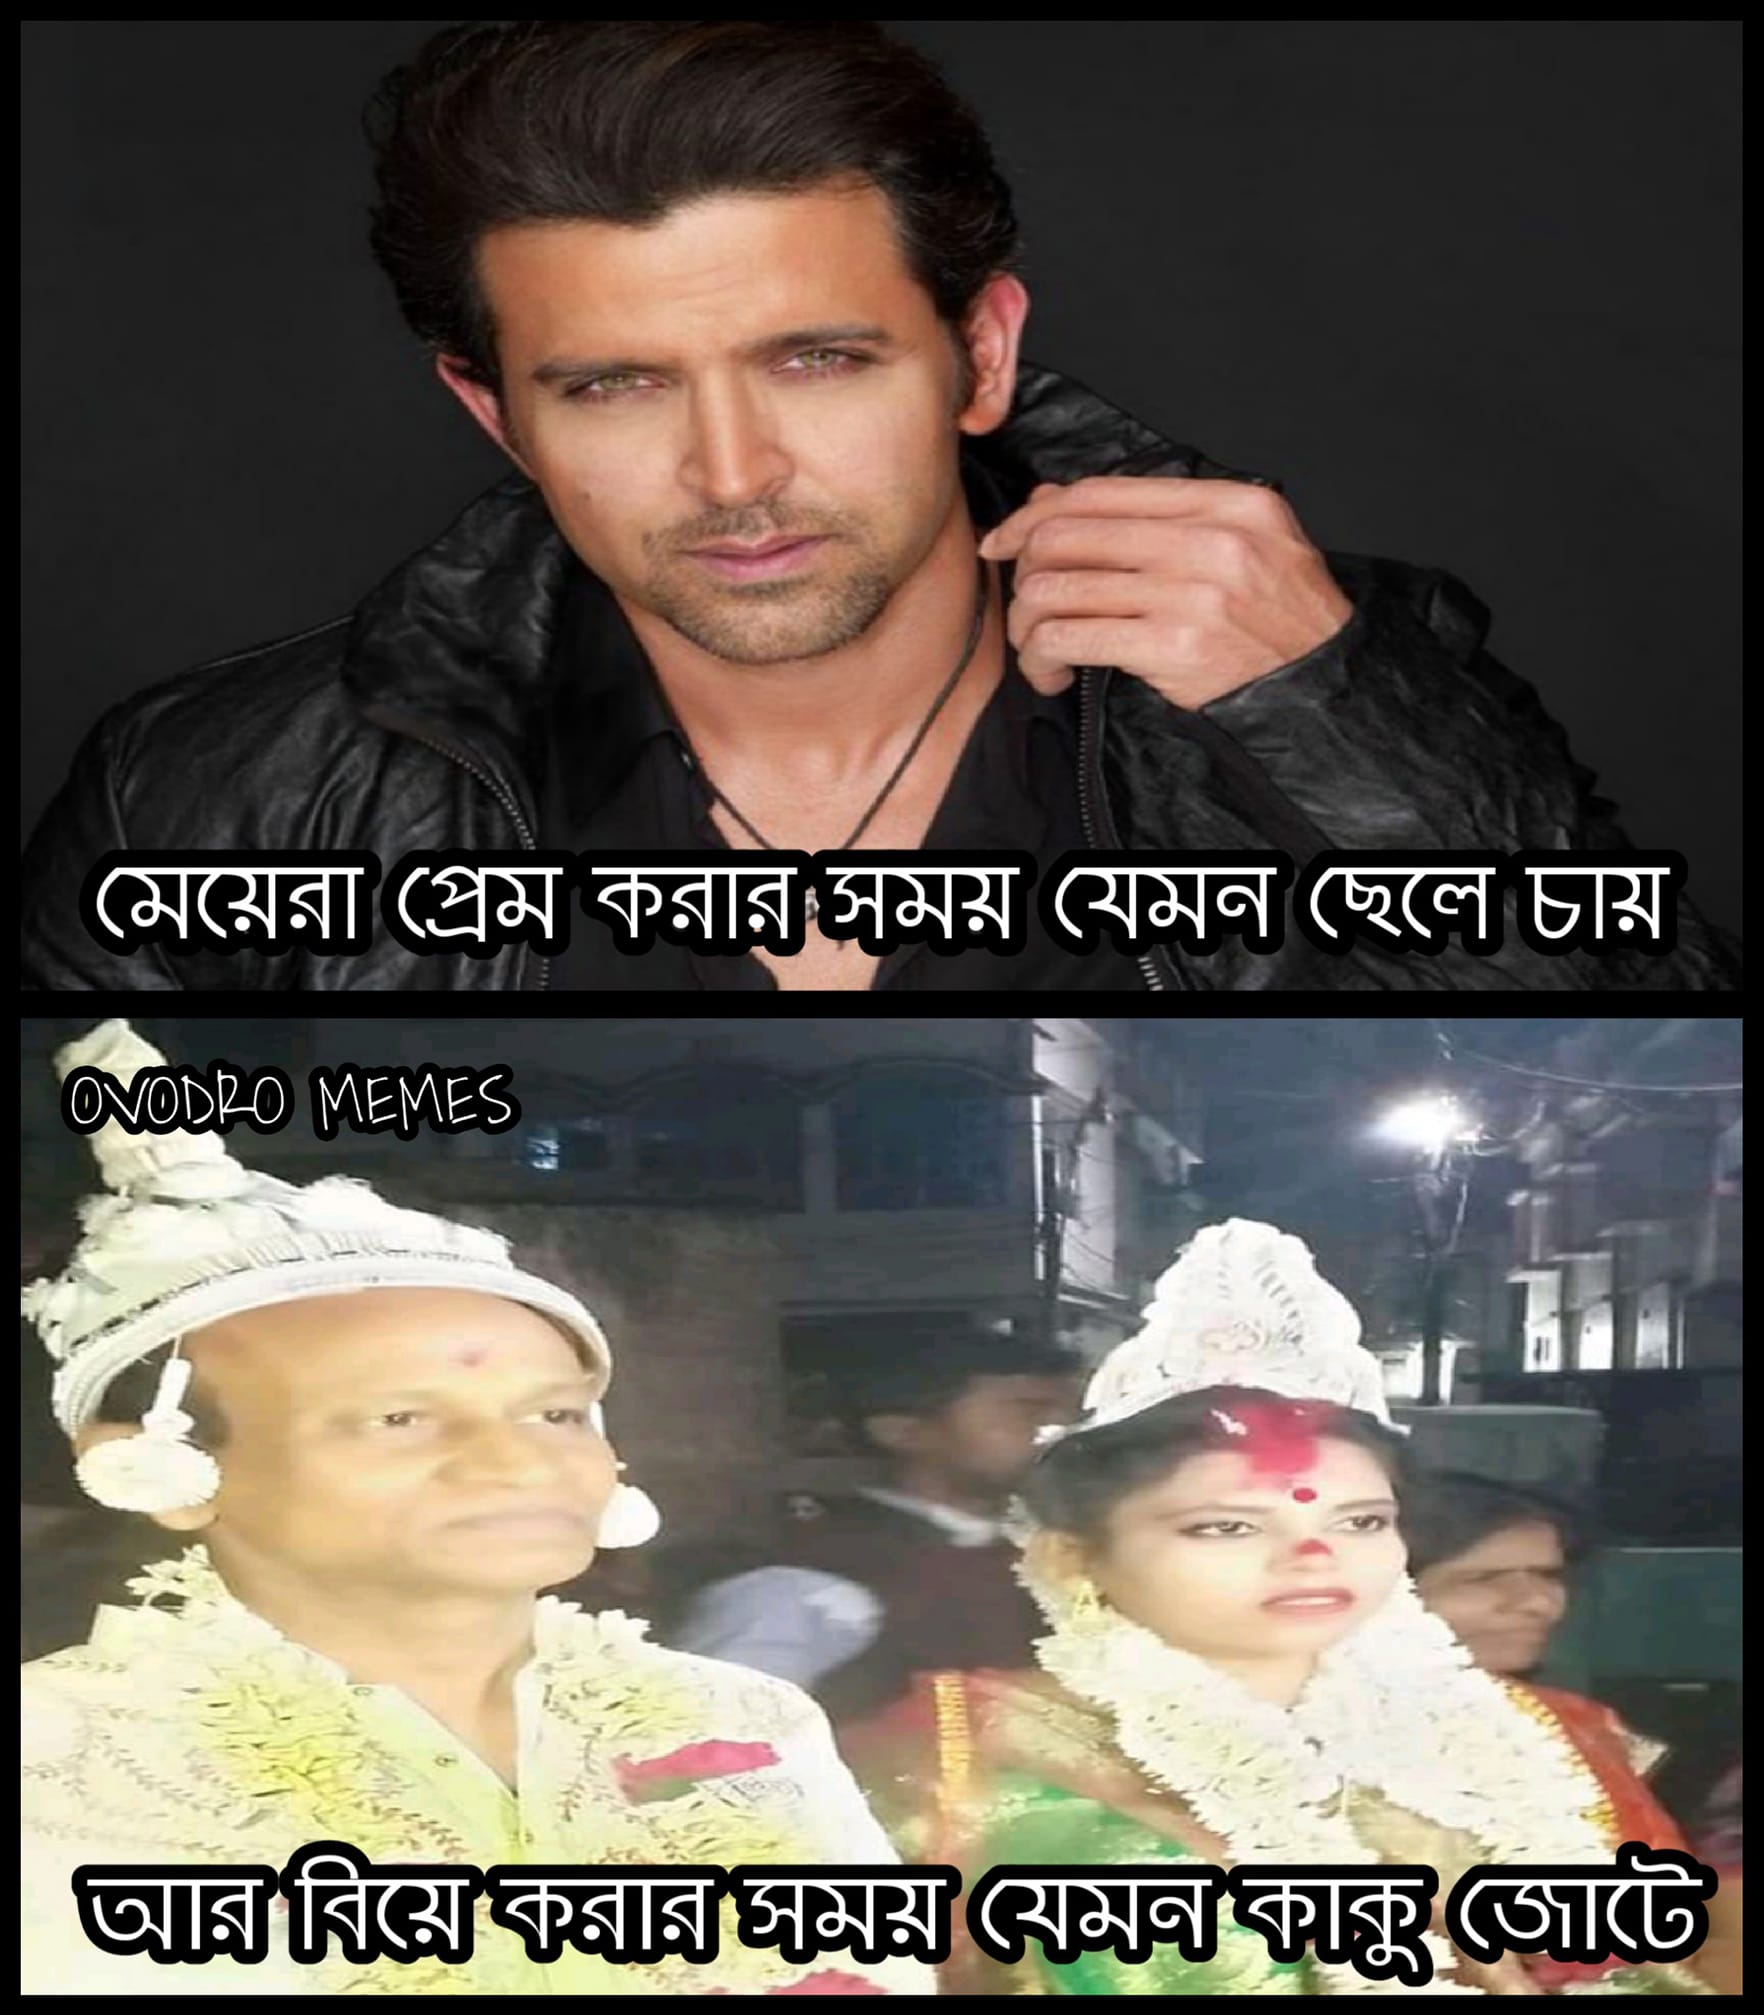 মেয়েরা প্রেম করার সময় যেমন ছেলে চায়
OVODRO MEMES
আর বিয়ে করার সময় যেমন কাকু জোটে